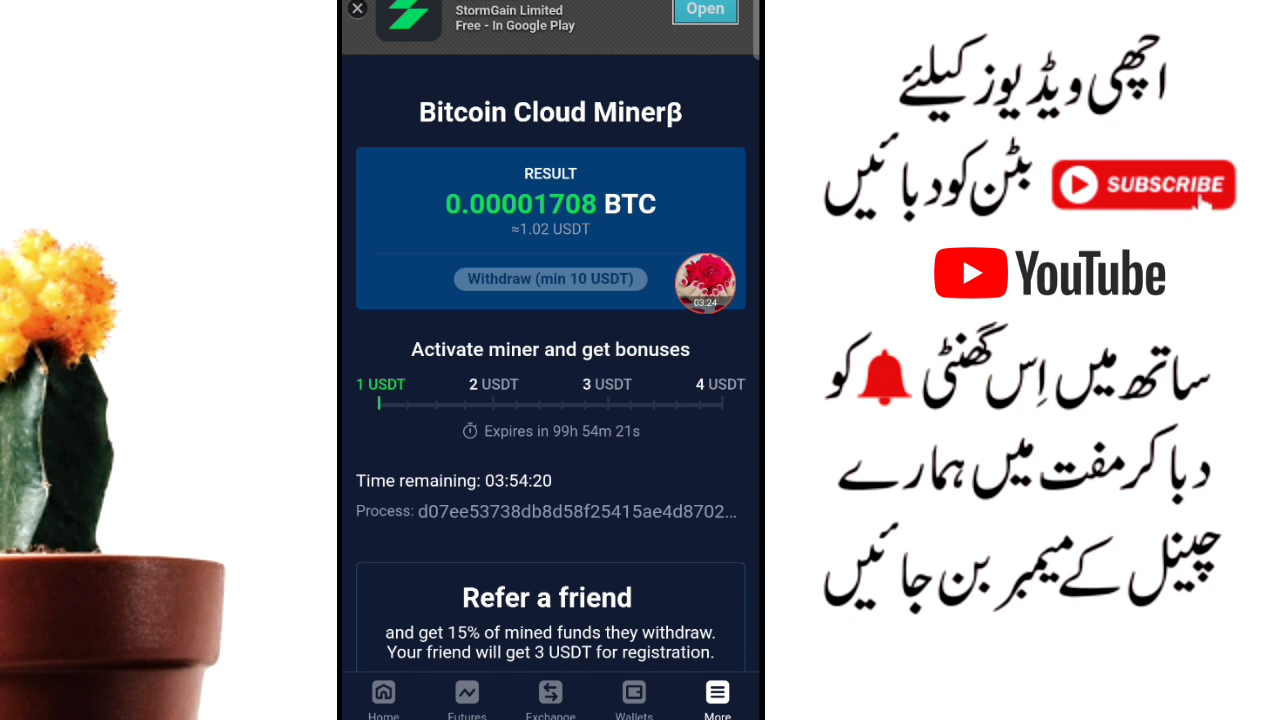 StormGain Limited
Free - In Google Play
Open
Bitcoin Cloud Minerβ
RESULT
0.00001708 BTC
≈1.02 USDT
Withdraw (min 10 USDT)
03:24
Activate miner and get bonuses
1 USDT 2 USDT 3 USDT 4 USDT
Expires in 99h 54m 21s
Time remaining: 03:54:20
Process: d07ee53738db8d58f25415ae4d8702...
Refer a friend
and get 15% of mined funds they withdraw.
Your friend will get 3 USDT for registration.
Home Futures Exchange Wallets More
اچھی ویڈیوز کیلئے
بٹن کو دبائیں
SUBSCRIBE
YouTube
ساتھ میں اِس گھنٹی کو
دبا کر مفت میں ہمارے
چینل کے میمبر بن جائیں